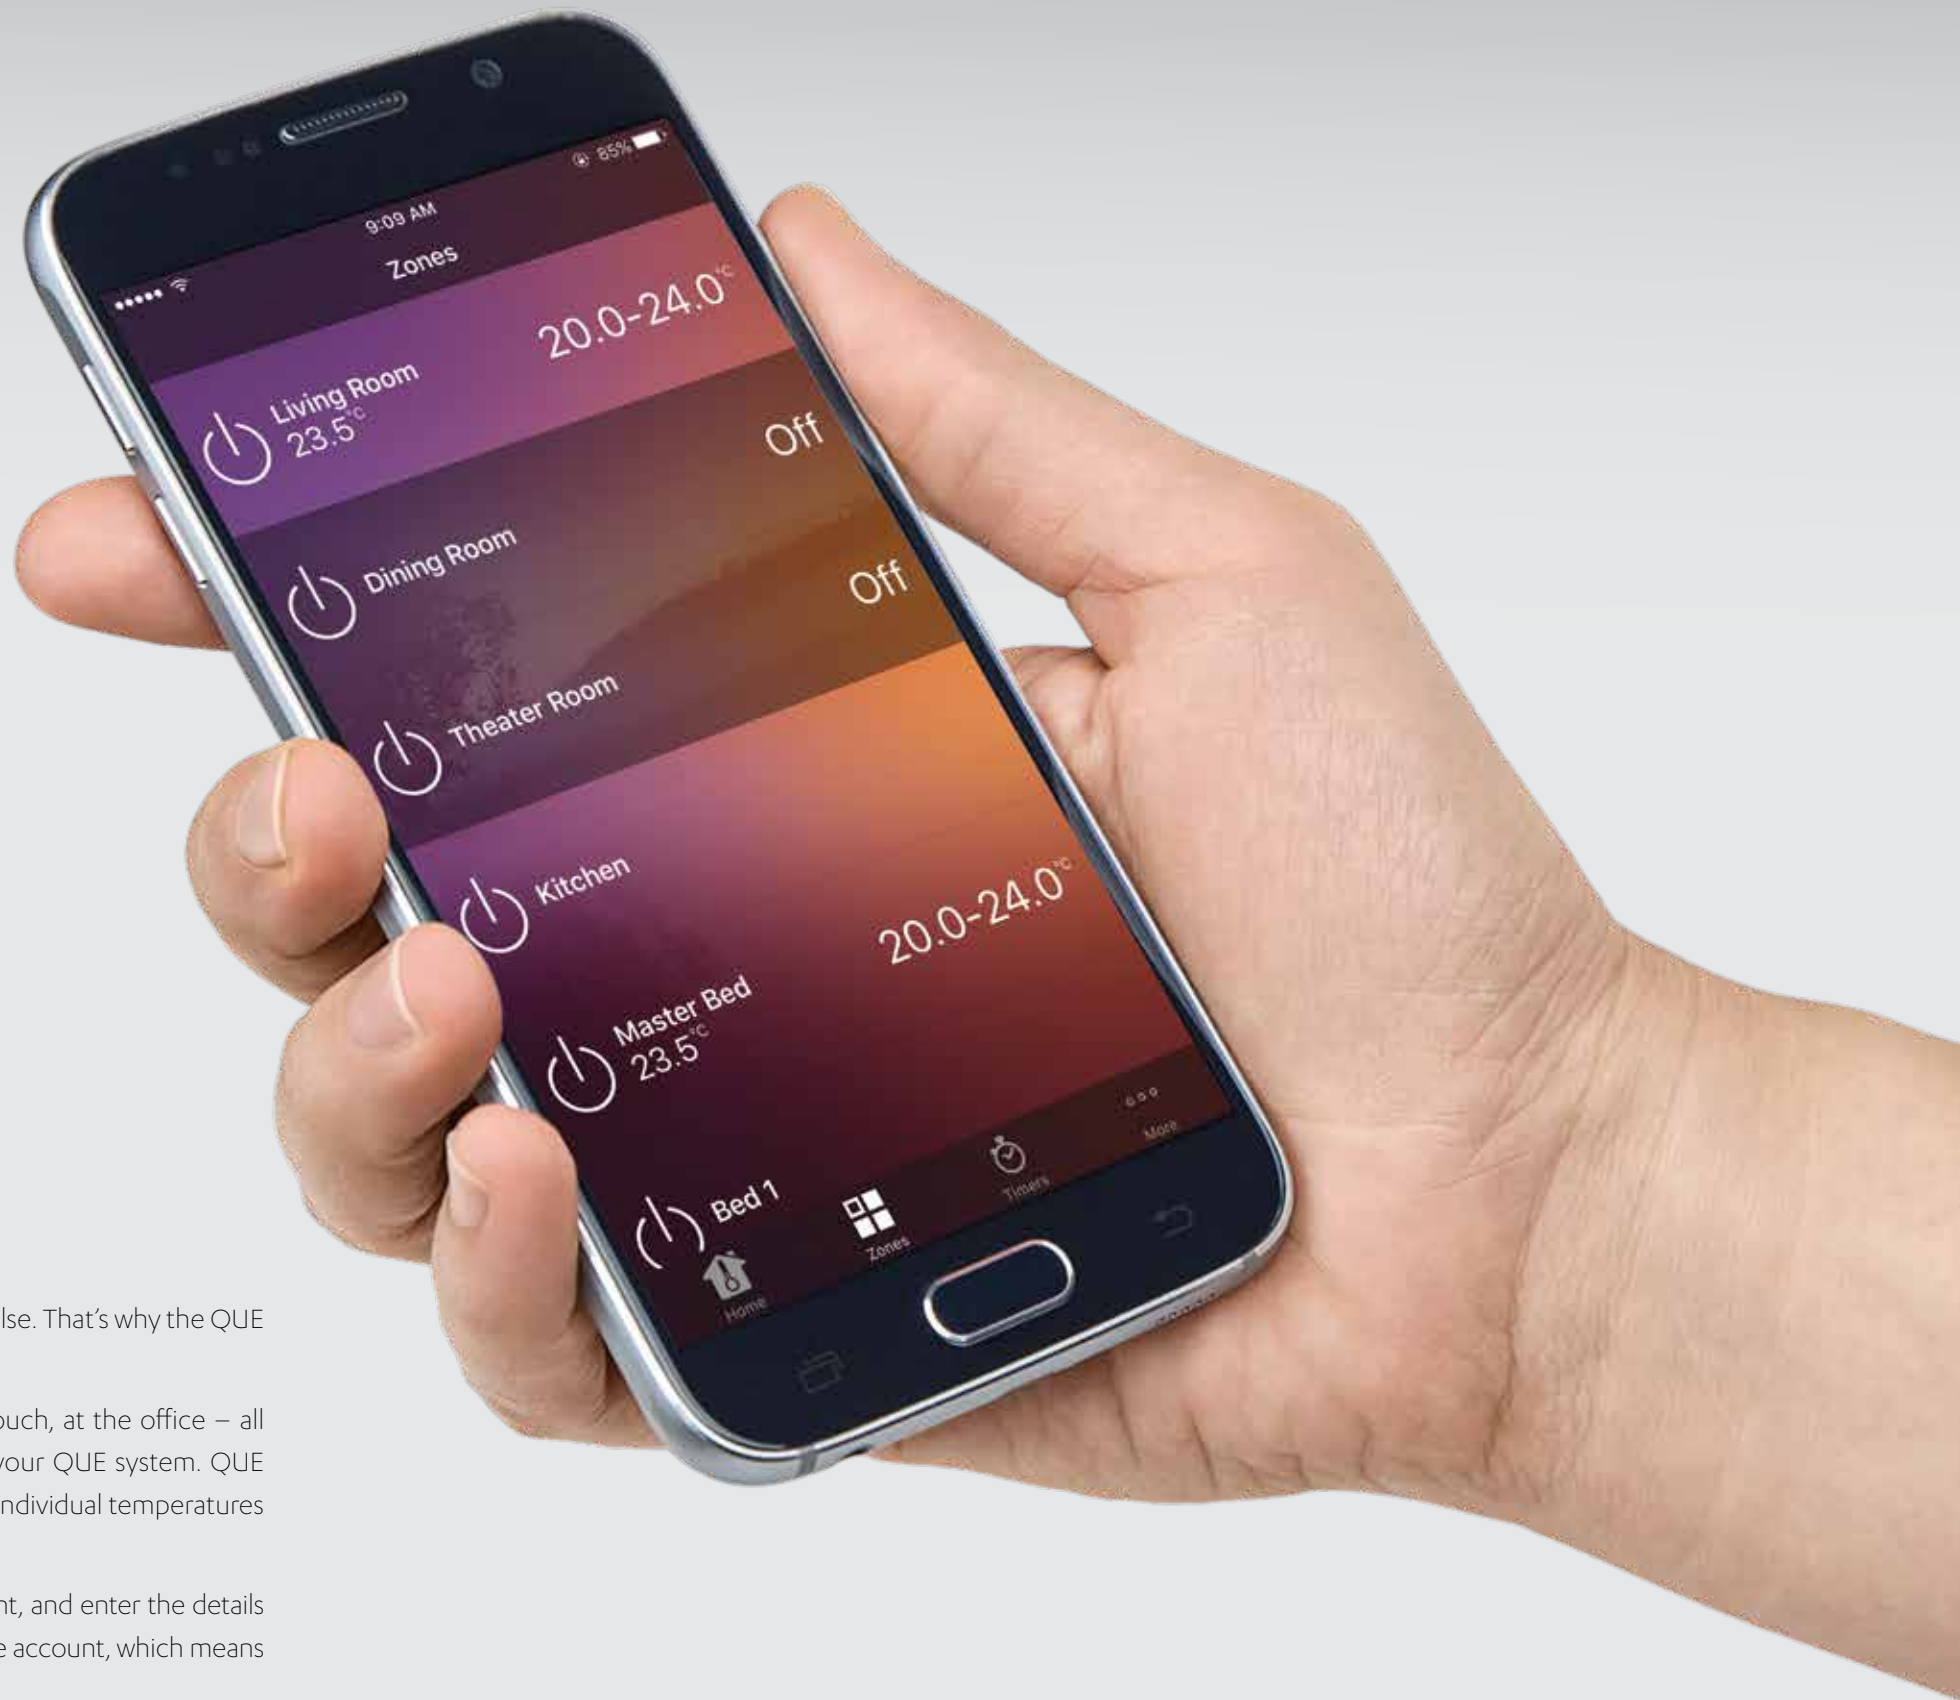 85%
9:09 AM
Zones
Living Room
23.5°C
20.0-24.0°C
Dining Room
Off
Theater Room
Off
Kitchen
Master Bed
23.5°C
20.0-24.0°C
Bed 1
Home
Zones
Timers
More
lse. That's why the QUE
ouch, at the office – all
your QUE system. QUE
ndividual temperatures
nt, and enter the details
e account, which means